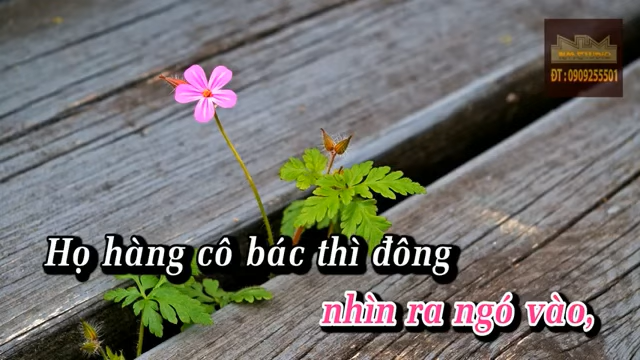 ĐT : 0909255501
Họ hàng cô bác thì đông
nhìn ra ngó vào,